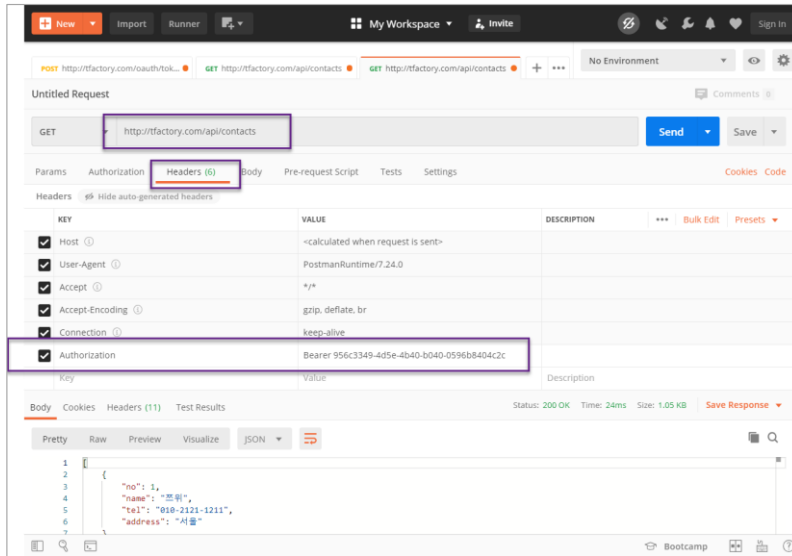 New Import Runner My Workspace Invite Sign In
POST http://tfactory.com/oauth/tok... GET http://tfactory.com/api/contacts GET http://tfactory.com/api/contacts + ••• No Environment
Untitled Request Comments 0
GET http://tfactory.com/api/contacts Send Save
Params Authorization Headers (6) Body Pre-request Script Tests Settings Cookies Code
Headers Hide auto-generated headers
KEY VALUE DESCRIPTION ••• Bulk Edit Presets
Host <calculated when request is sent>
User-Agent PostmanRuntime/7.24.0
Accept */*
Accept-Encoding gzip, deflate, br
Connection keep-alive
Authorization Bearer 956c3349-4d5e-4b40-b040-0596b8404c2c
Key Value Description
Body Cookies Headers (11) Test Results Status: 200 OK Time: 24ms Size: 1.05 KB Save Response
Pretty Raw Preview Visualize JSON
1 [
2 {
3 "no": 1,
4 "name": "트위",
5 "tel": "010-2121-1211",
6 "address": "서울"
7 }
Bootcamp